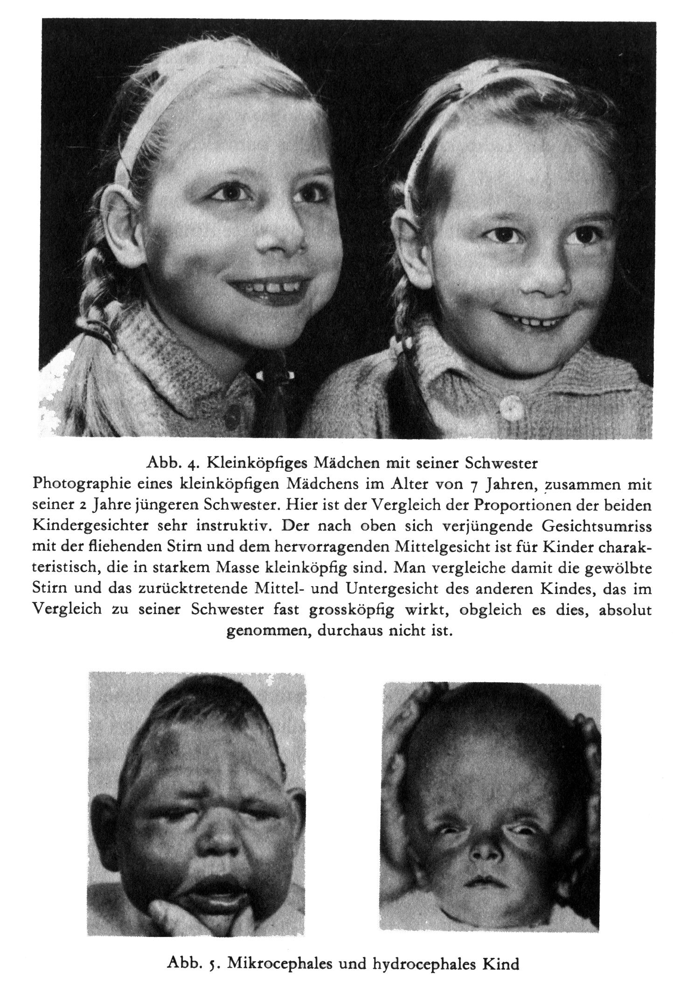 Abb. 4. Kleinköpfiges Mädchen mit seiner Schwester
Photographie eines kleinköpfigen Mädchens im Alter von 7 Jahren, zusammen mit
seiner 2 Jahre jüngeren Schwester. Hier ist der Vergleich der Proportionen der beiden
Kindergesichter sehr instruktiv. Der nach oben sich verjüngende Gesichtsumriss
mit der fliehenden Stirn und dem hervorragenden Mittelgesicht ist für Kinder charak-
teristisch, die in starkem Masse kleinköpfig sind. Man vergleiche damit die gewölbte
Stirn und das zurücktretende Mittel- und Untergesicht des anderen Kindes, das im
Vergleich zu seiner Schwester fast grossköpfig wirkt, obgleich es dies, absolut
genommen, durchaus nicht ist.
Abb. 5. Mikrocephales und hydrocephales Kind